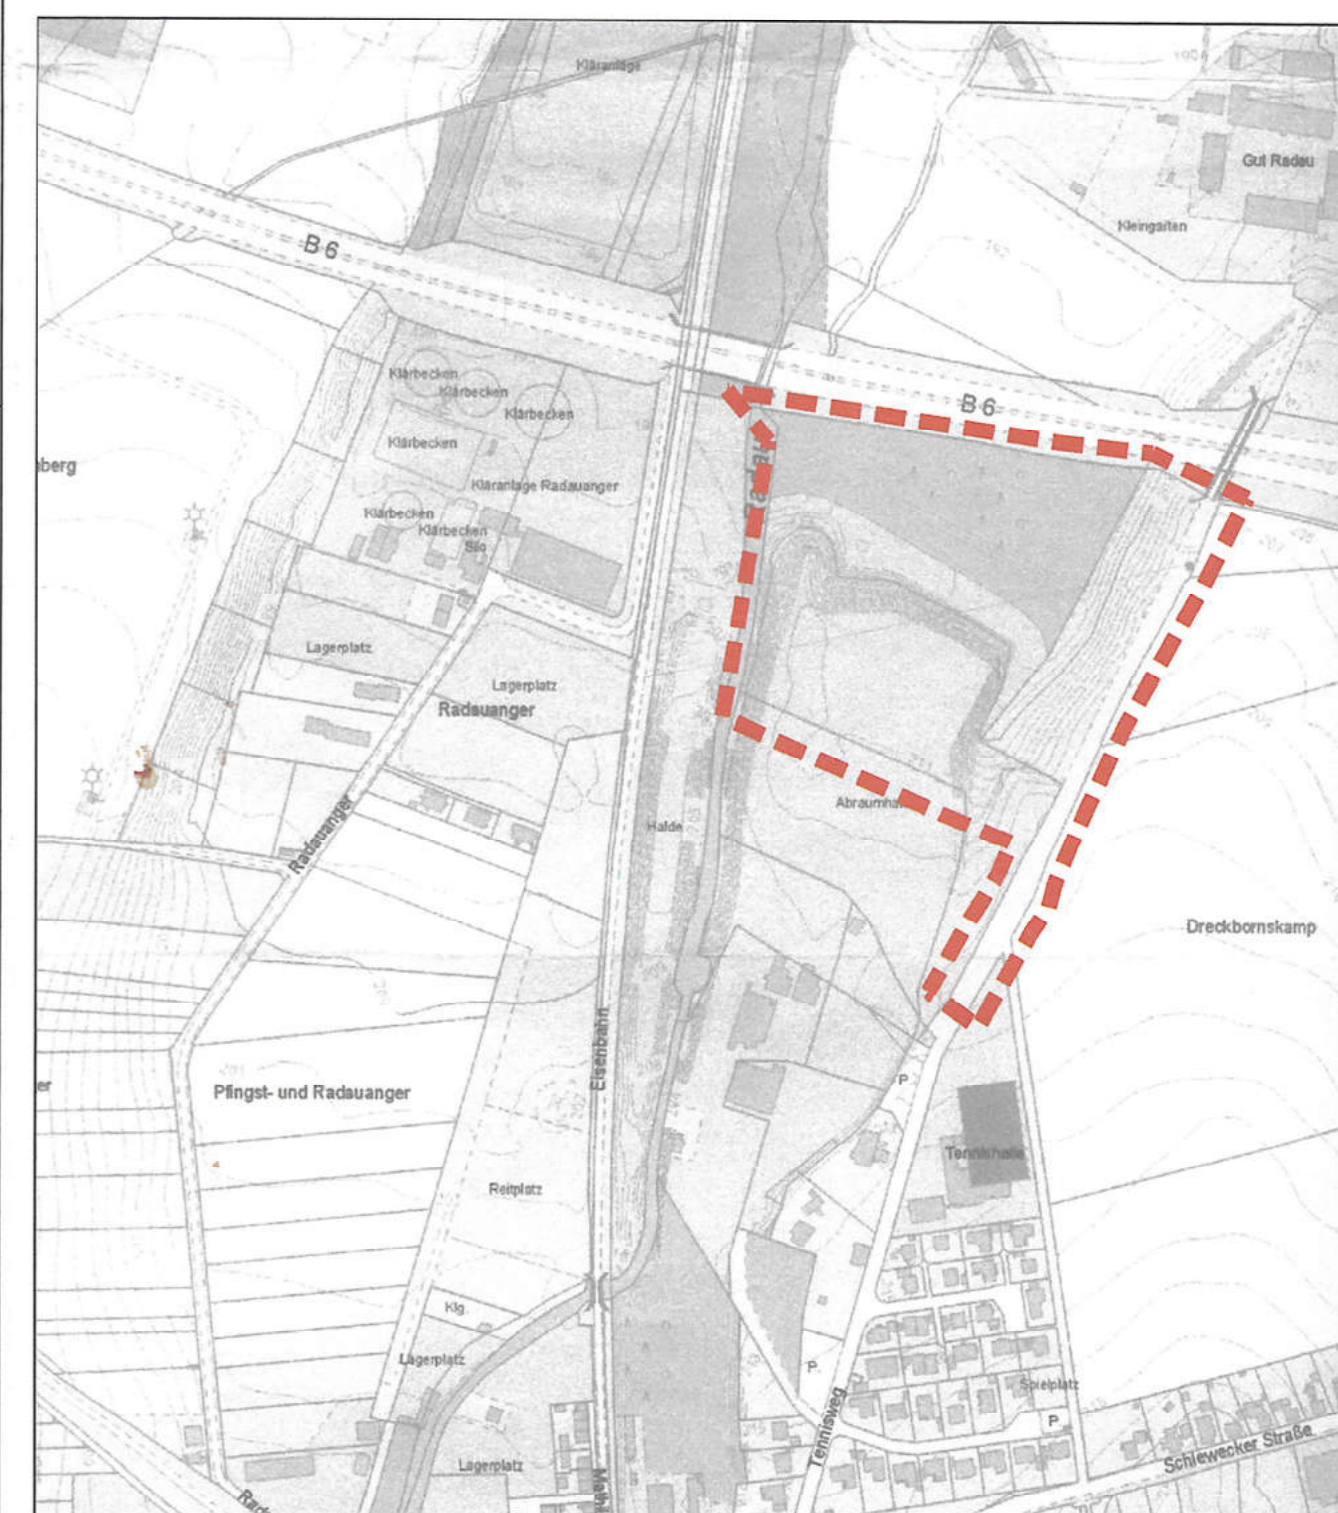 Kläranlage
Gut Radau
Kleingarten
B 6
Klärbecken
Klärbecken
Klärbecken
B 6
Klärbecken
Kläranlage Radauanger
Klärbecken
Klärbecken
Silo
Lagerplatz
Lagerplatz
Radauanger
Radauanger
Halde
Dreckbornskamp
Eisenbahn
Pfingst- und Radauanger
P
Tennishalle
Reitplatz
Klg.
Lagerplatz
P
Spielplatz
P
Tennisweg
Schlewecker Straße
Lagerplatz